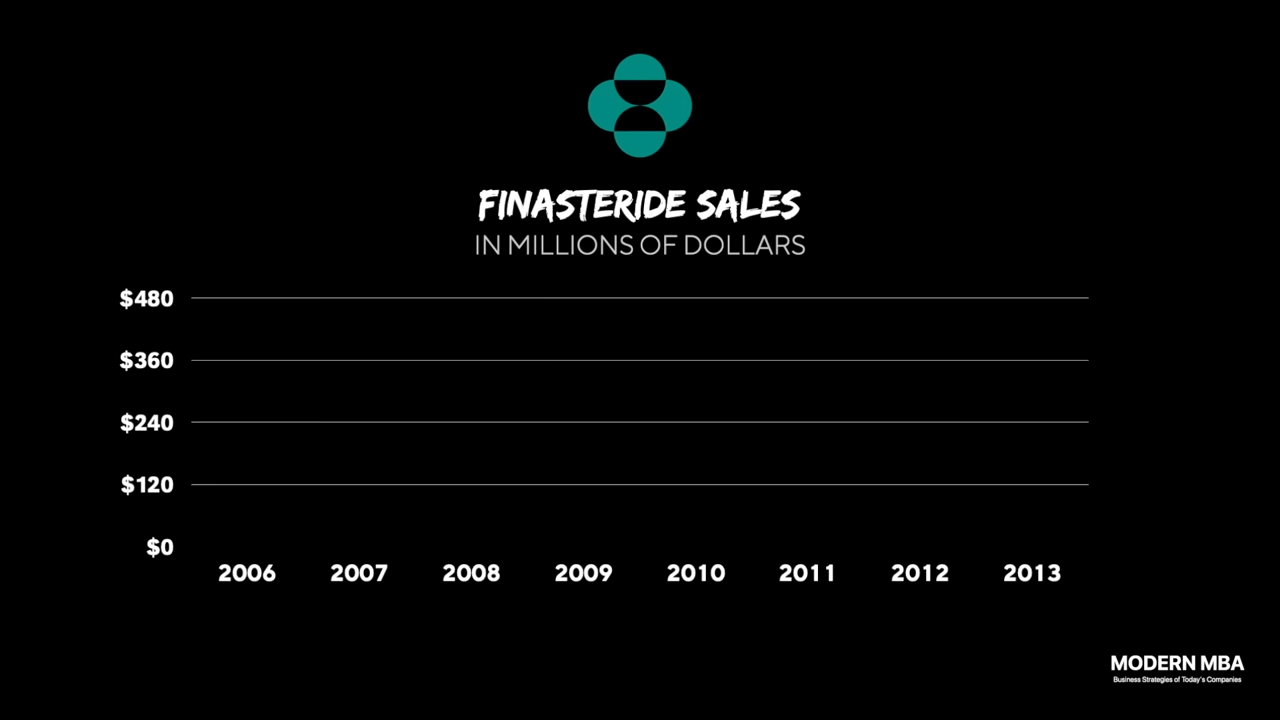 FINASTERIDE SALES
IN MILLIONS OF DOLLARS
$480
$360
$240
$120
$0
2006 2007 2008 2009 2010 2011 2012 2013
MODERN MBA
Business Strategies of Today's Companies